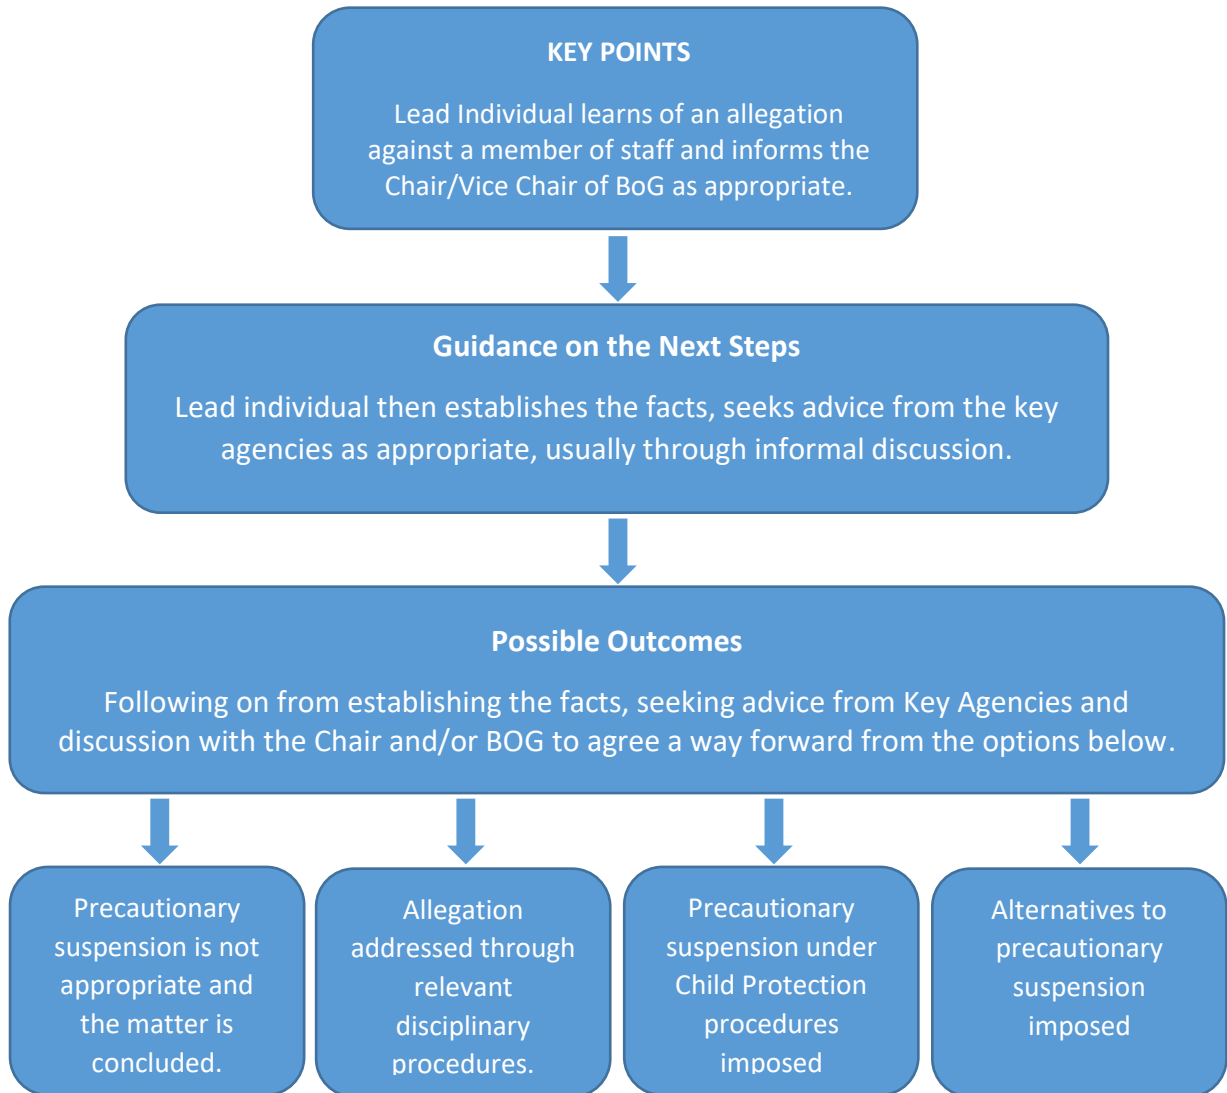 KEY POINTS
Lead Individual learns of an allegation
against a member of staff and informs the
Chair/Vice Chair of BoG as appropriate.
Guidance on the Next Steps
Lead individual then establishes the facts, seeks advice from the key
agencies as appropriate, usually through informal discussion.
Possible Outcomes
Following on from establishing the facts, seeking advice from Key Agencies and
discussion with the Chair and/or BOG to agree a way forward from the options below.
Precautionary
suspension is not
appropriate and
the matter is
concluded.
Allegation
addressed through
relevant
disciplinary
procedures.
Precautionary
suspension under
Child Protection
procedures
imposed
Alternatives to
precautionary
suspension
imposed